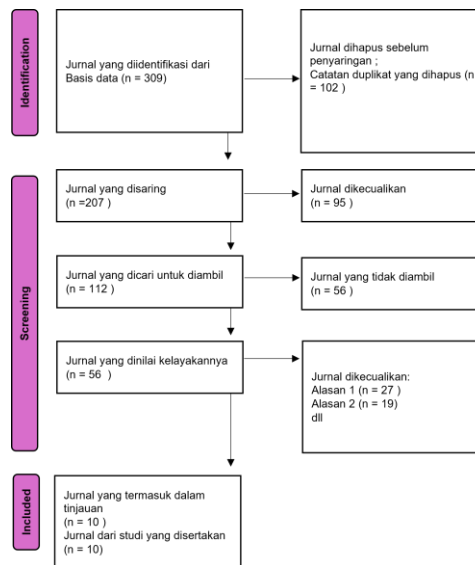 Identification
Jurnal yang diidentifikasi dari
Basis data (n = 309)
Jurnal dihapus sebelum
penyaringan ;
Catatan duplikat yang dihapus (n
= 102 )
Screening
Jurnal yang disaring
(n =207 )
Jurnal dikecualikan
(n = 95 )
Jurnal yang dicari untuk diambil
(n = 112 )
Jurnal yang tidak diambil
(n = 56 )
Jurnal yang dinilai kelayakannya
(n = 56 )
Jurnal dikecualikan:
Alasan 1 (n = 27 )
Alasan 2 (n = 19)
dll
Included
Jurnal yang termasuk dalam
tinjauan
(n = 10 )
Jurnal dari studi yang disertakan
(n = 10)